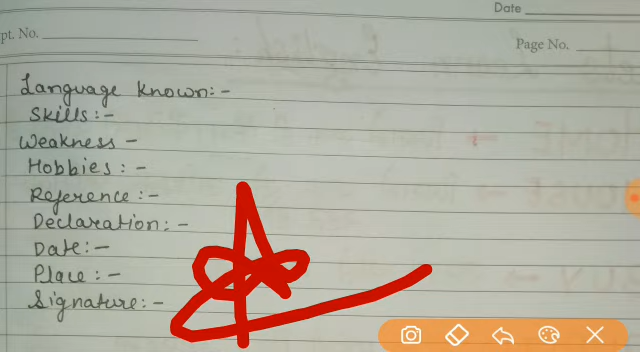 Date
pt. No.
Page No.
Language Known:-
Skills:-
Weakness -
Hobbies:-
Reference:-
Declaration:-
Date:-
Place:-
Signature:-